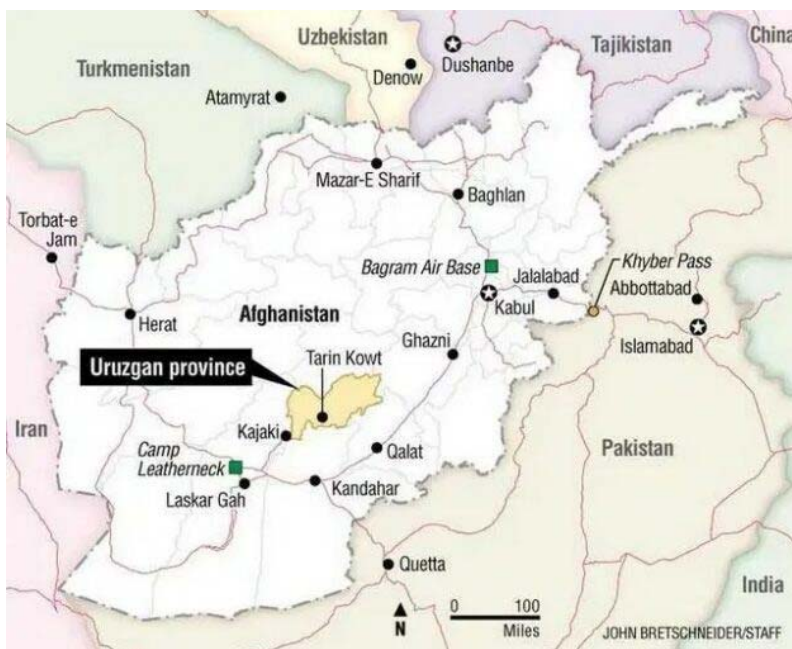 Uzbekistan
Tajikistan
China
Dushanbe
Turkmenistan
Denow
Atamyrat
Mazar-E Sharif
Baghlan
Torbat-e
Jam
Bagram Air Base
Khyber Pass
Jalalabad
Abbottabad
Kabul
Herat
Afghanistan
Ghazni
Islamabad
Uruzgan province
Tarin Kowt
Iran
Kajaki
Camp
Leatherneck
Qalat
Pakistan
Laskar Gah
Kandahar
Quetta
India
0 100
Miles
N
JOHN BRETSCHNEIDER/STAFF